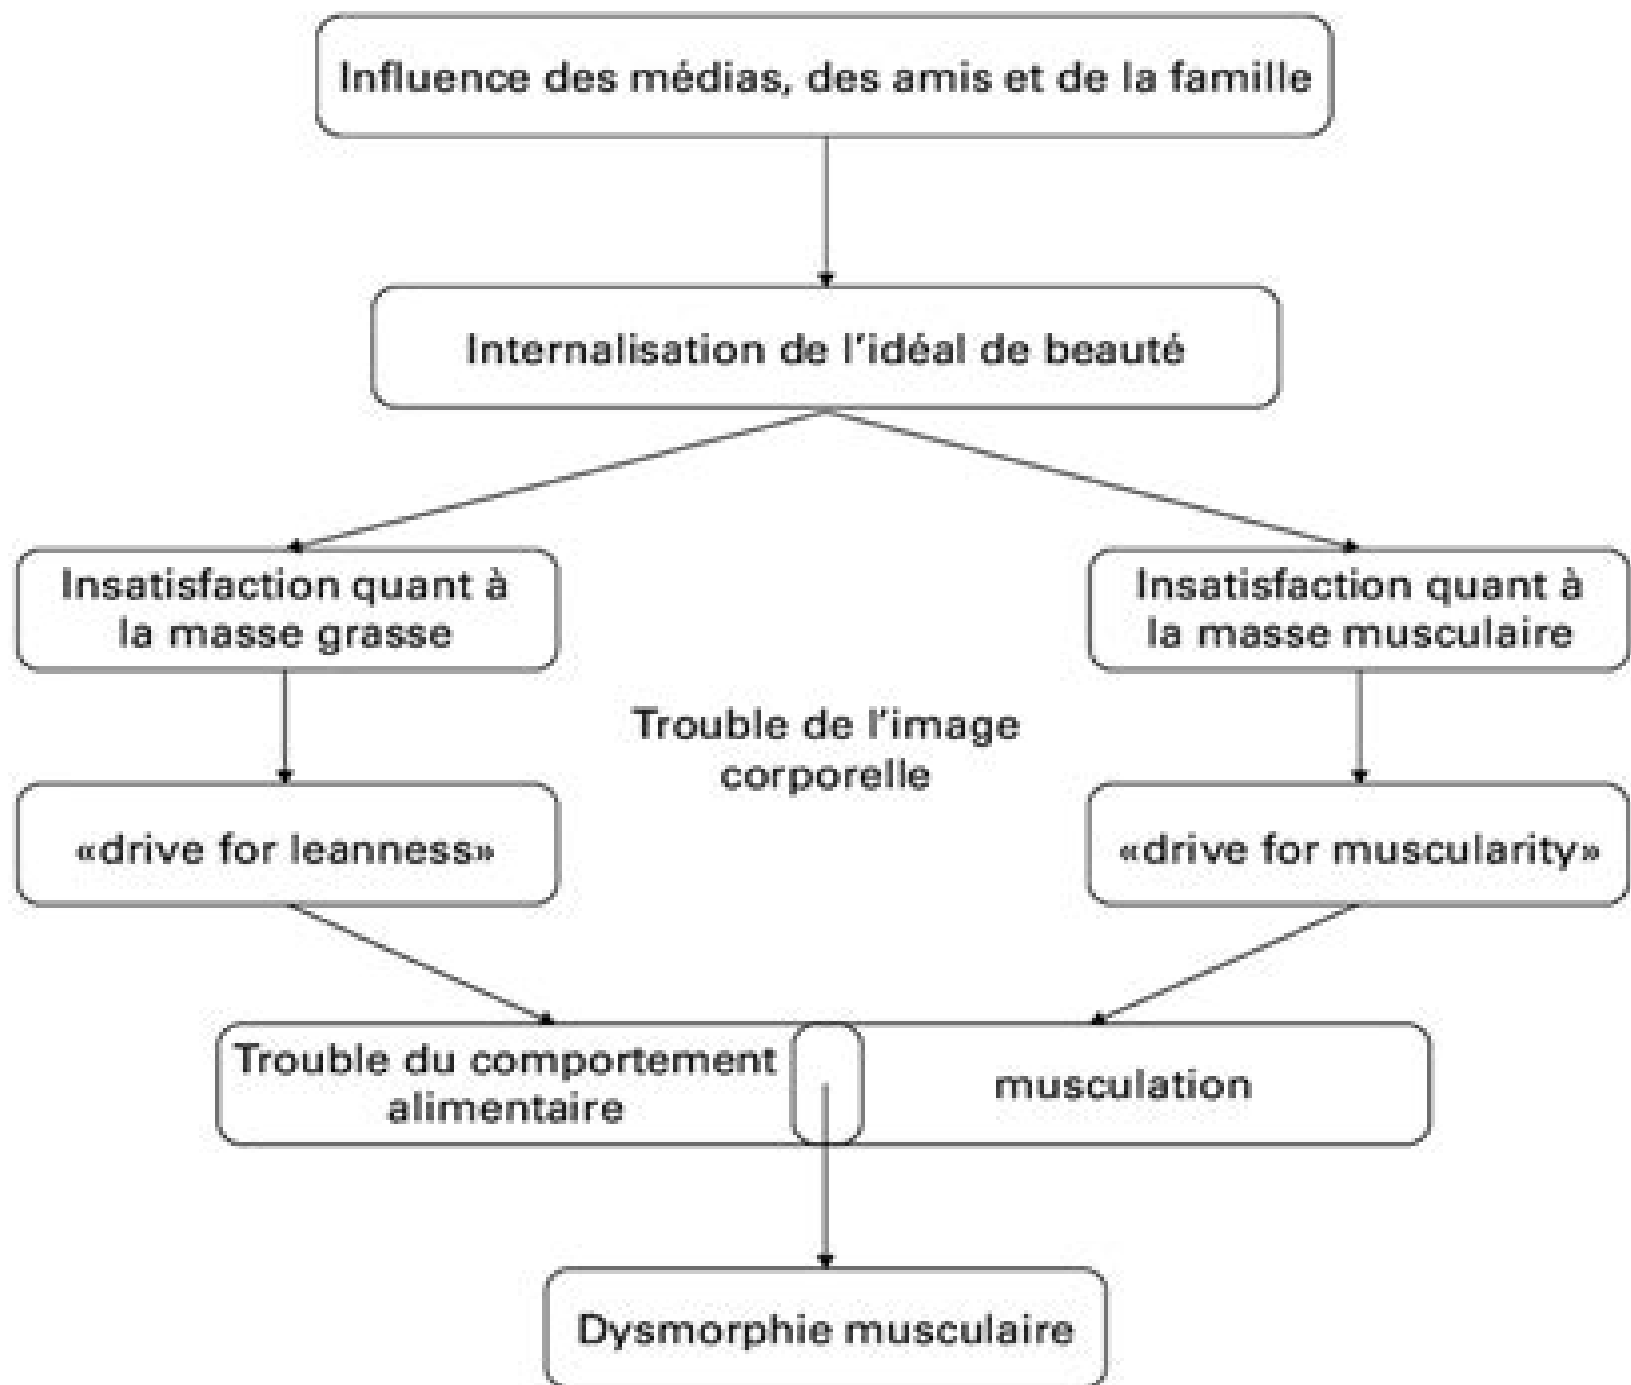 Influence des médias, des amis et de la famille
Internalisation de l'idéal de beauté
Insatisfaction quant à
la masse grasse
Insatisfaction quant à
la masse musculaire
Trouble de l'image
corporelle
«drive for leanness»
«drive for muscularity»
Trouble du comportement
alimentaire
musculation
Dysmorphie musculaire